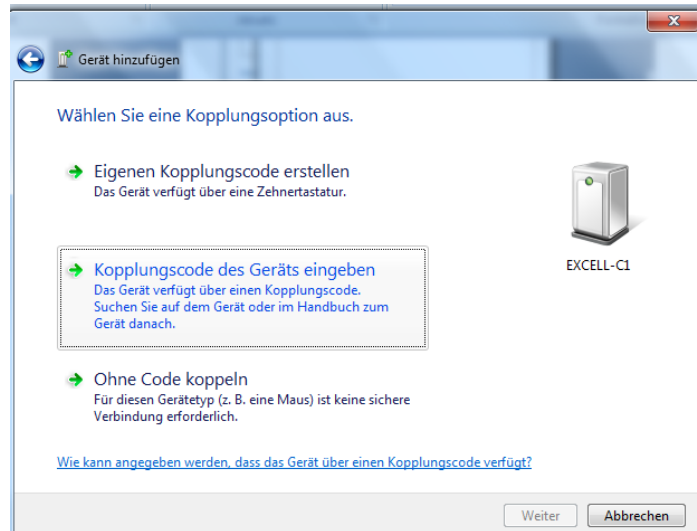 Gerät hinzufügen
Wählen Sie eine Kopplungsoption aus.
Eigenen Kopplungscode erstellen
Das Gerät verfügt über eine Zehnertastatur.
Kopplungscode des Geräts eingeben
Das Gerät verfügt über einen Kopplungscode.
Suchen Sie auf dem Gerät oder im Handbuch zum
Gerät danach.
EXCELL-C1
Ohne Code koppeln
Für diesen Gerätetyp (z. B. eine Maus) ist keine sichere
Verbindung erforderlich.
Wie kann angegeben werden, dass das Gerät über einen Kopplungscode verfügt?
Weiter Abbrechen